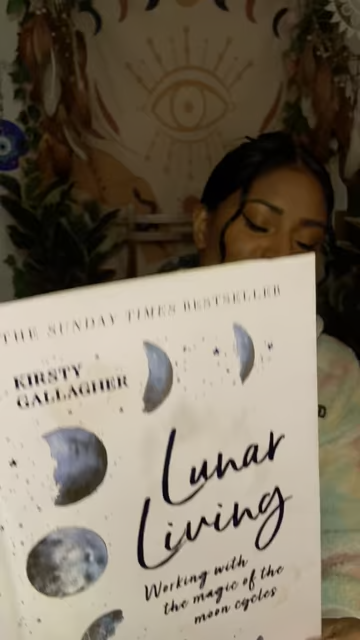 THE SUNDAY TIMES BESTSELLER
KIRSTY
GALLAGHER
Lunar
Living
Working with
the magic of the
moon cycles